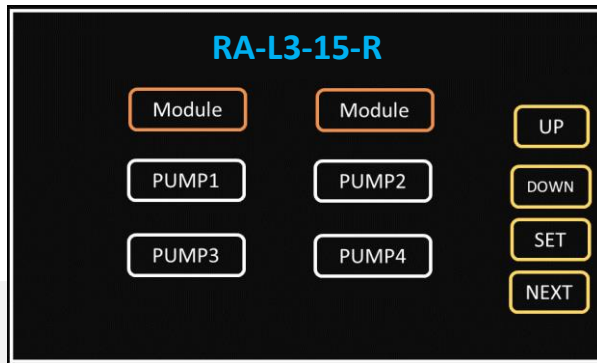 RA-L3-15-R
Module Module
PUMP1 PUMP2
PUMP3 PUMP4
UP
DOWN
SET
NEXT